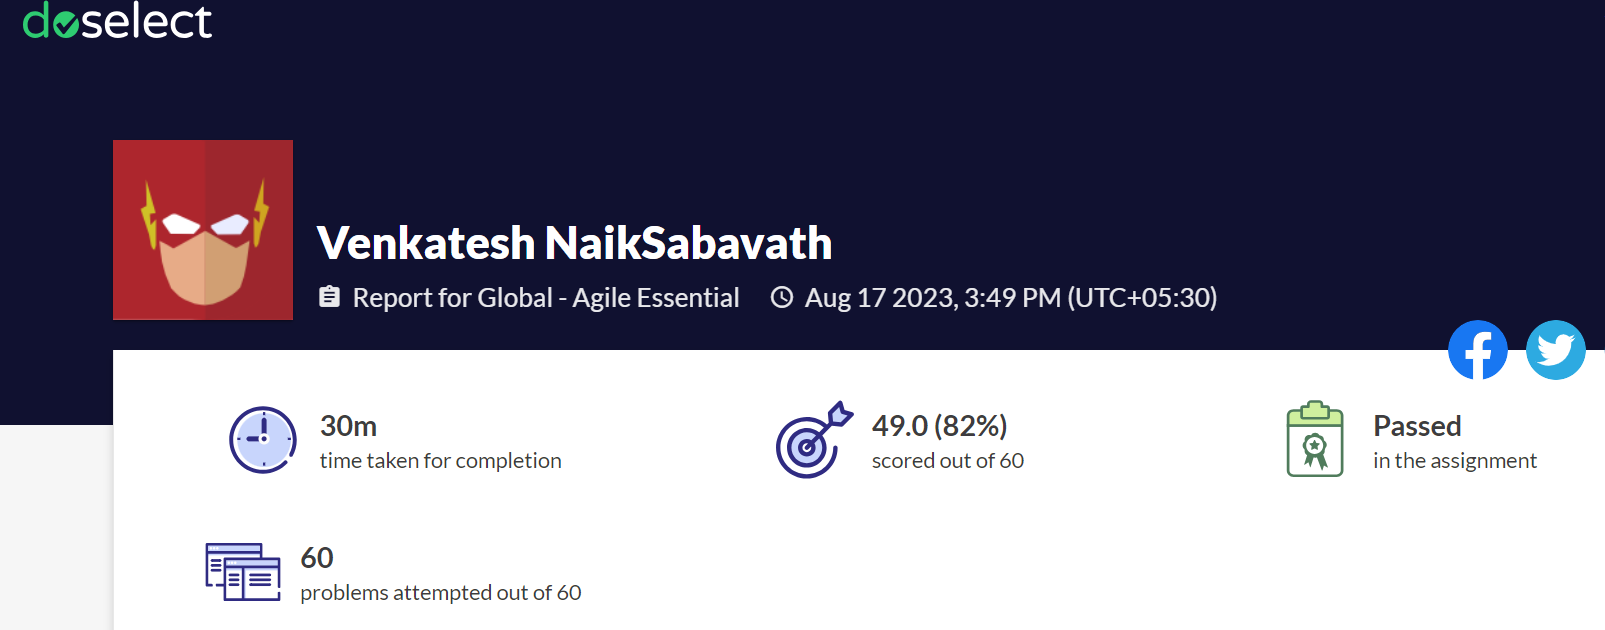 doselect
Venkatesh NaikSabavath
Report for Global - Agile Essential Aug 17 2023, 3:49 PM (UTC+05:30)
30m
time taken for completion
49.0 (82%)
scored out of 60
Passed
in the assignment
60
problems attempted out of 60